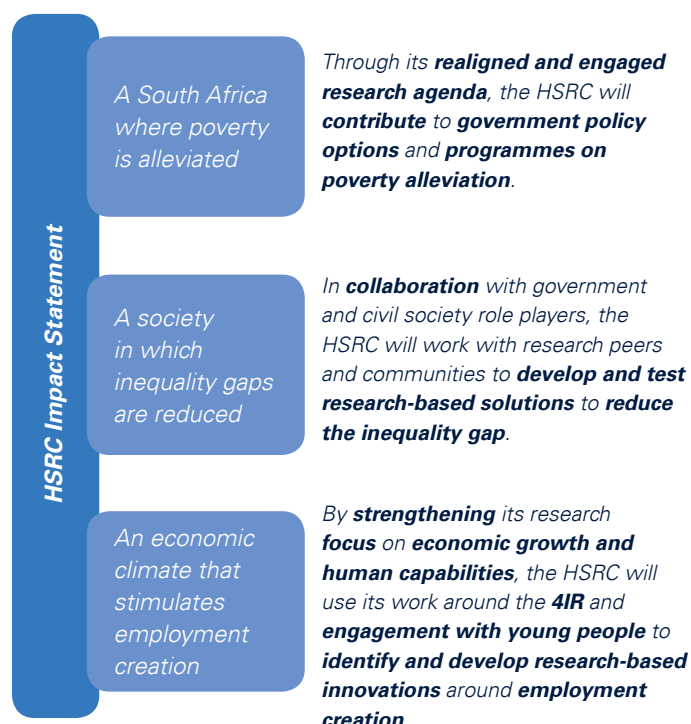 HSRC Impact Statement
A South Africa
where poverty
is alleviated
Through its realigned and engaged
research agenda, the HSRC will
contribute to government policy
options and programmes on
poverty alleviation.
A society
in which
inequality gaps
are reduced
In collaboration with government
and civil society role players, the
HSRC will work with research peers
and communities to develop and test
research-based solutions to reduce
the inequality gap.
An economic
climate that
stimulates
employment
creation
By strengthening its research
focus on economic growth and
human capabilities, the HSRC will
use its work around the 4IR and
engagement with young people to
identify and develop research-based
innovations around employment
creation.